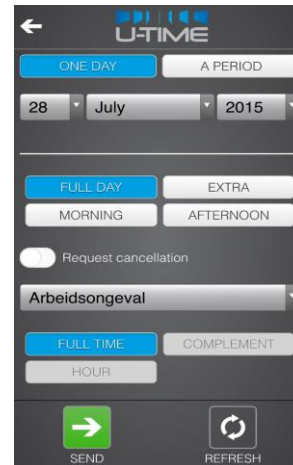 U-TIME
ONE DAY A PERIOD
28 July 2015
FULL DAY EXTRA
MORNING AFTERNOON
Request cancellation
Arbeidsongeval
FULL TIME COMPLEMENT
HOUR
SEND REFRESH